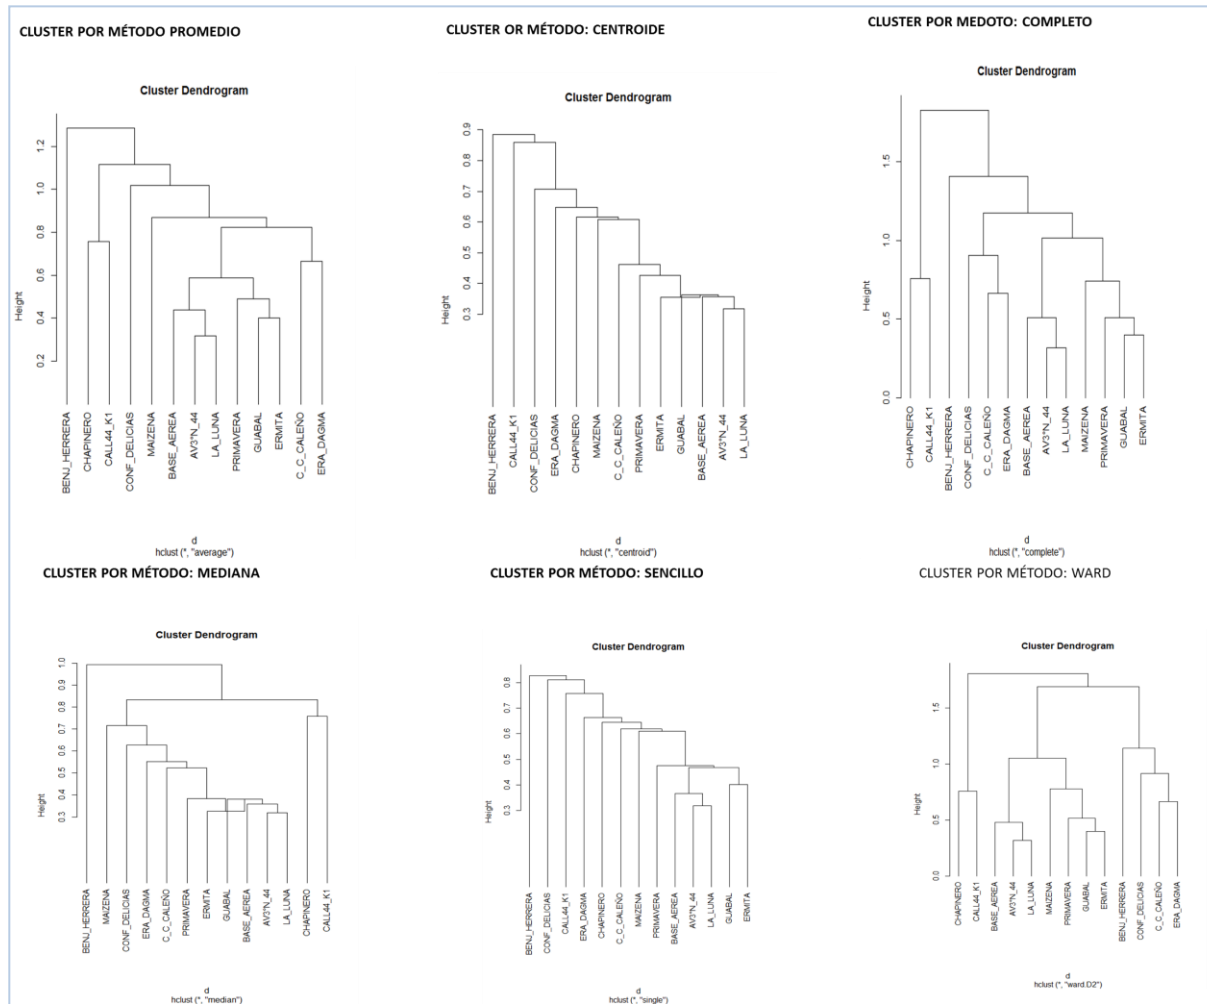 CLUSTER POR MÉTODO PROMEDIO
Cluster Dendrogram
Height
0.2 0.4 0.6 0.8 1.0 1.2
BENJ_HERRERA
CHAPINERO
CALL44_K1
CONF_DELICIAS
MAIZENA
BASE_AEREA
AV3°N_44
LA_LUNA
PRIMAVERA
GUABAL
ERMITA
C_C_CALEÑO
ERA_DAGMA
d
hclust (*, "average")
CLUSTER OR MÉTODO: CENTROIDE
Cluster Dendrogram
Height
0.3 0.4 0.5 0.6 0.7 0.8 0.9
BENJ_HERRERA
CALL44_K1
CONF_DELICIAS
ERA_DAGMA
CHAPINERO
MAIZENA
C_C_CALEÑO
PRIMAVERA
ERMITA
GUABAL
BASE_AEREA
AV3°N_44
LA_LUNA
d
hclust (*, "centroid")
CLUSTER POR MEDOTO: COMPLETO
Cluster Dendrogram
Height
0.0 0.5 1.0 1.5
CHAPINERO
CALL44_K1
BENJ_HERRERA
CONF_DELICIAS
C_C_CALEÑO
ERA_DAGMA
BASE_AEREA
AV3°N_44
LA_LUNA
MAIZENA
PRIMAVERA
GUABAL
ERMITA
d
hclust (*, "complete")
CLUSTER POR MÉTODO: MEDIANA
Cluster Dendrogram
Height
0.3 0.4 0.5 0.6 0.7 0.8 0.9 1.0
BENJ_HERRERA
MAIZENA
CONF_DELICIAS
ERA_DAGMA
C_C_CALEÑO
PRIMAVERA
ERMITA
GUABAL
BASE_AEREA
AV3°N_44
LA_LUNA
CHAPINERO
CALL44_K1
d
hclust (*, "median")
CLUSTER POR MÉTODO: SENCILLO
Cluster Dendrogram
Height
0.3 0.4 0.5 0.6 0.7 0.8
BENJ_HERRERA
CONF_DELICIAS
CALL44_K1
ERA_DAGMA
CHAPINERO
C_C_CALEÑO
MAIZENA
PRIMAVERA
BASE_AEREA
AV3°N_44
LA_LUNA
GUABAL
ERMITA
d
hclust (*, "single")
CLUSTER POR MÉTODO: WARD
Cluster Dendrogram
Height
0.0 0.5 1.0 1.5
CHAPINERO
CALL44_K1
BASE_AEREA
AV3°N_44
LA_LUNA
MAIZENA
PRIMAVERA
GUABAL
ERMITA
BENJ_HERRERA
CONF_DELICIAS
C_C_CALEÑO
ERA_DAGMA
d
hclust (*, "ward.D2")